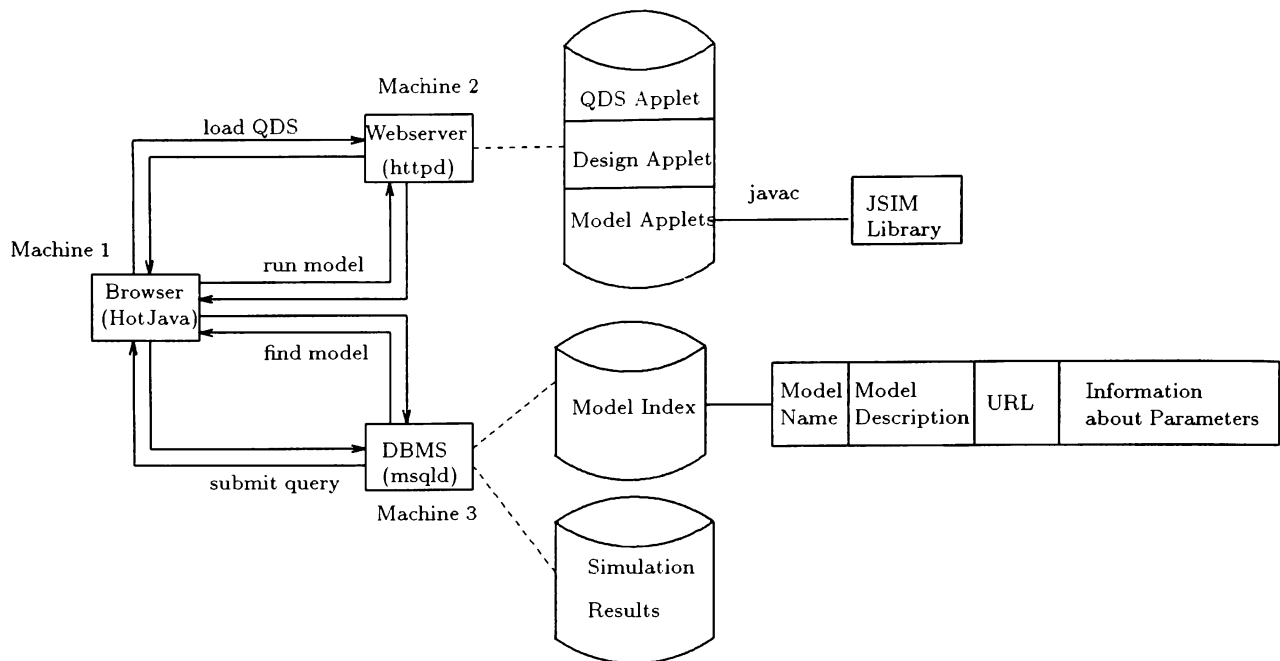 Machine 2
QDS Applet
load QDS
Webserver
(httpd)
Design Applet
javac
Model Applets
JSIM
Library
Machine 1
run model
Browser
(HotJava)
find model
Model Index
Model
Name
Model
Description
URL
Information
about Parameters
DBMS
(msqld)
submit query
Machine 3
Simulation
Results